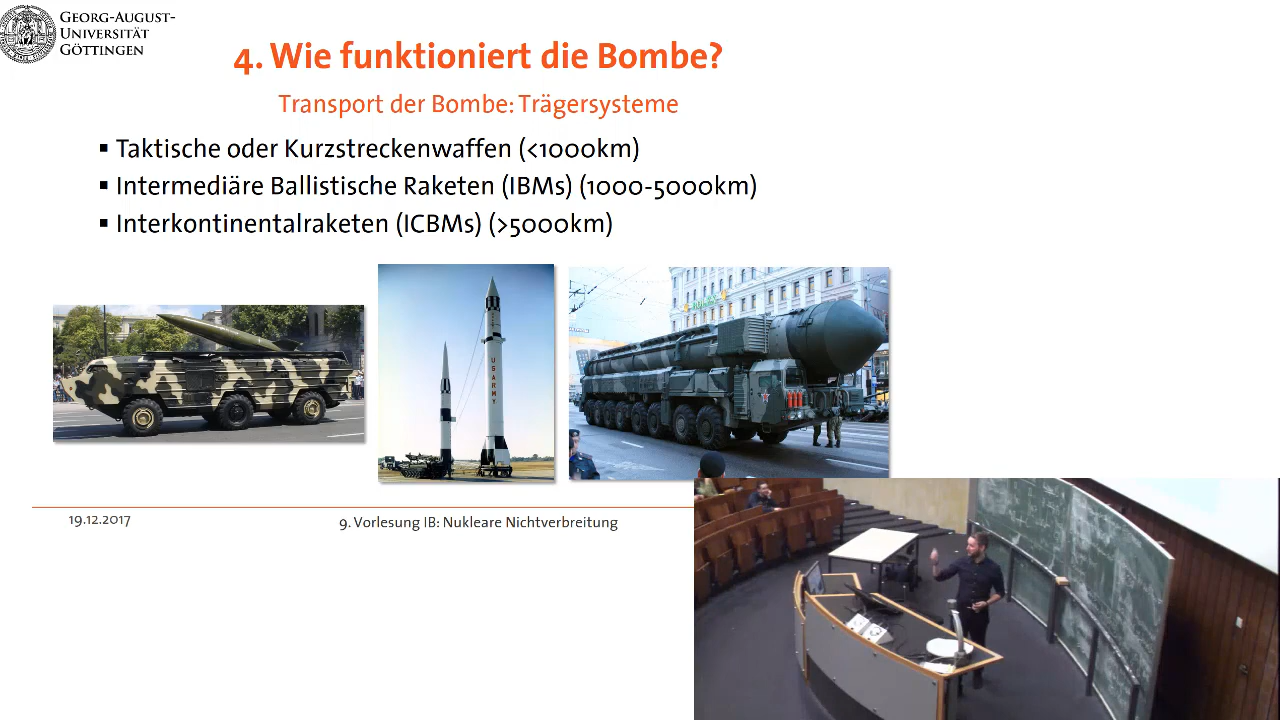 GEORG-AUGUST-
UNIVERSITÄT
GÖTTINGEN
4. Wie funktioniert die Bombe?
Transport der Bombe: Trägersysteme
▪ Taktische oder Kurzstreckenwaffen (<1000km)
▪ Intermediäre Ballistische Raketen (IBMs) (1000-5000km)
▪ Interkontinentalraketen (ICBMs) (>5000km)
US ARMY
19.12.2017
9. Vorlesung IB: Nukleare Nichtverbreitung